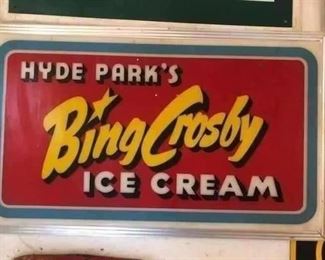 HYDE PARK'S
Bing Crosby
ICE CREAM